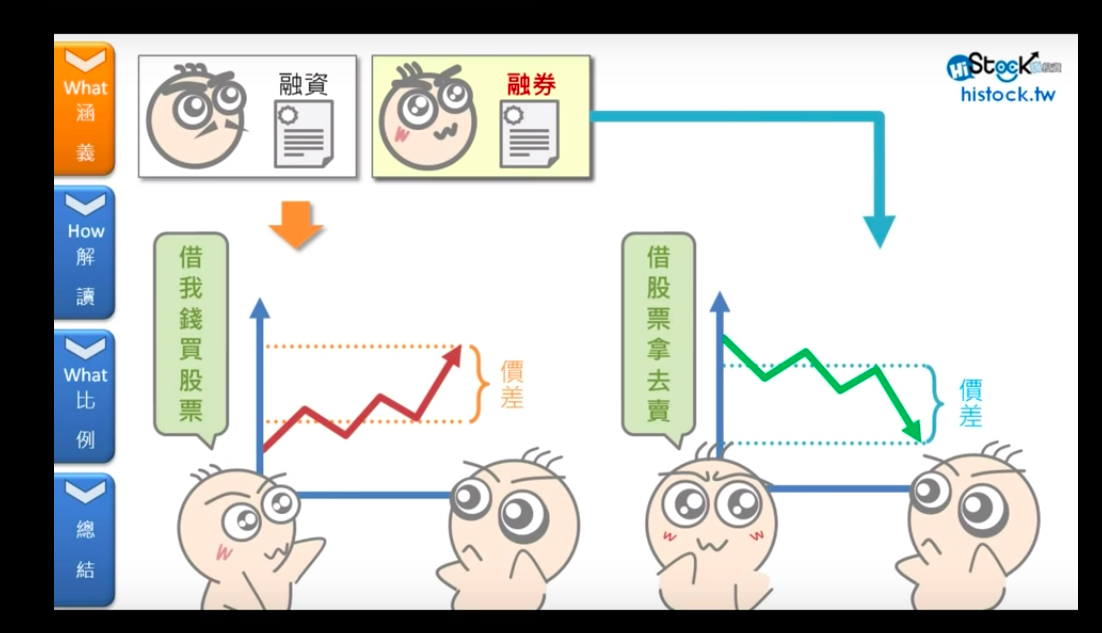 What
涵
義
How
解
讀
What
比
例
總
結
融資
融券
HiStock
histock.tw
借我錢買股票
價差
借股票拿去賣
價差